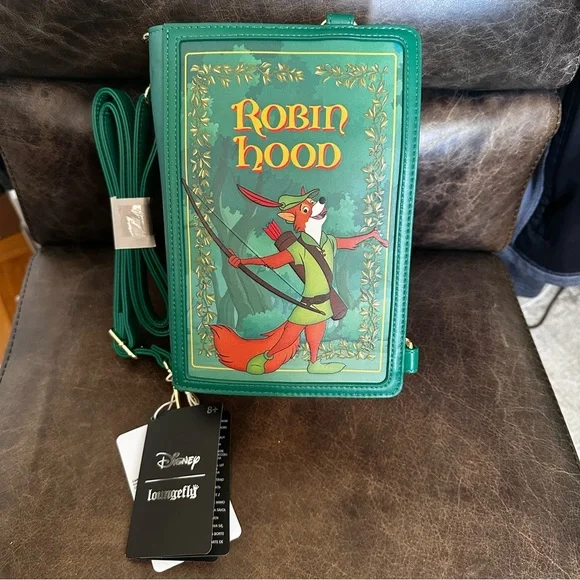 ROBIN
hOOD
8+
Disney
loungefly